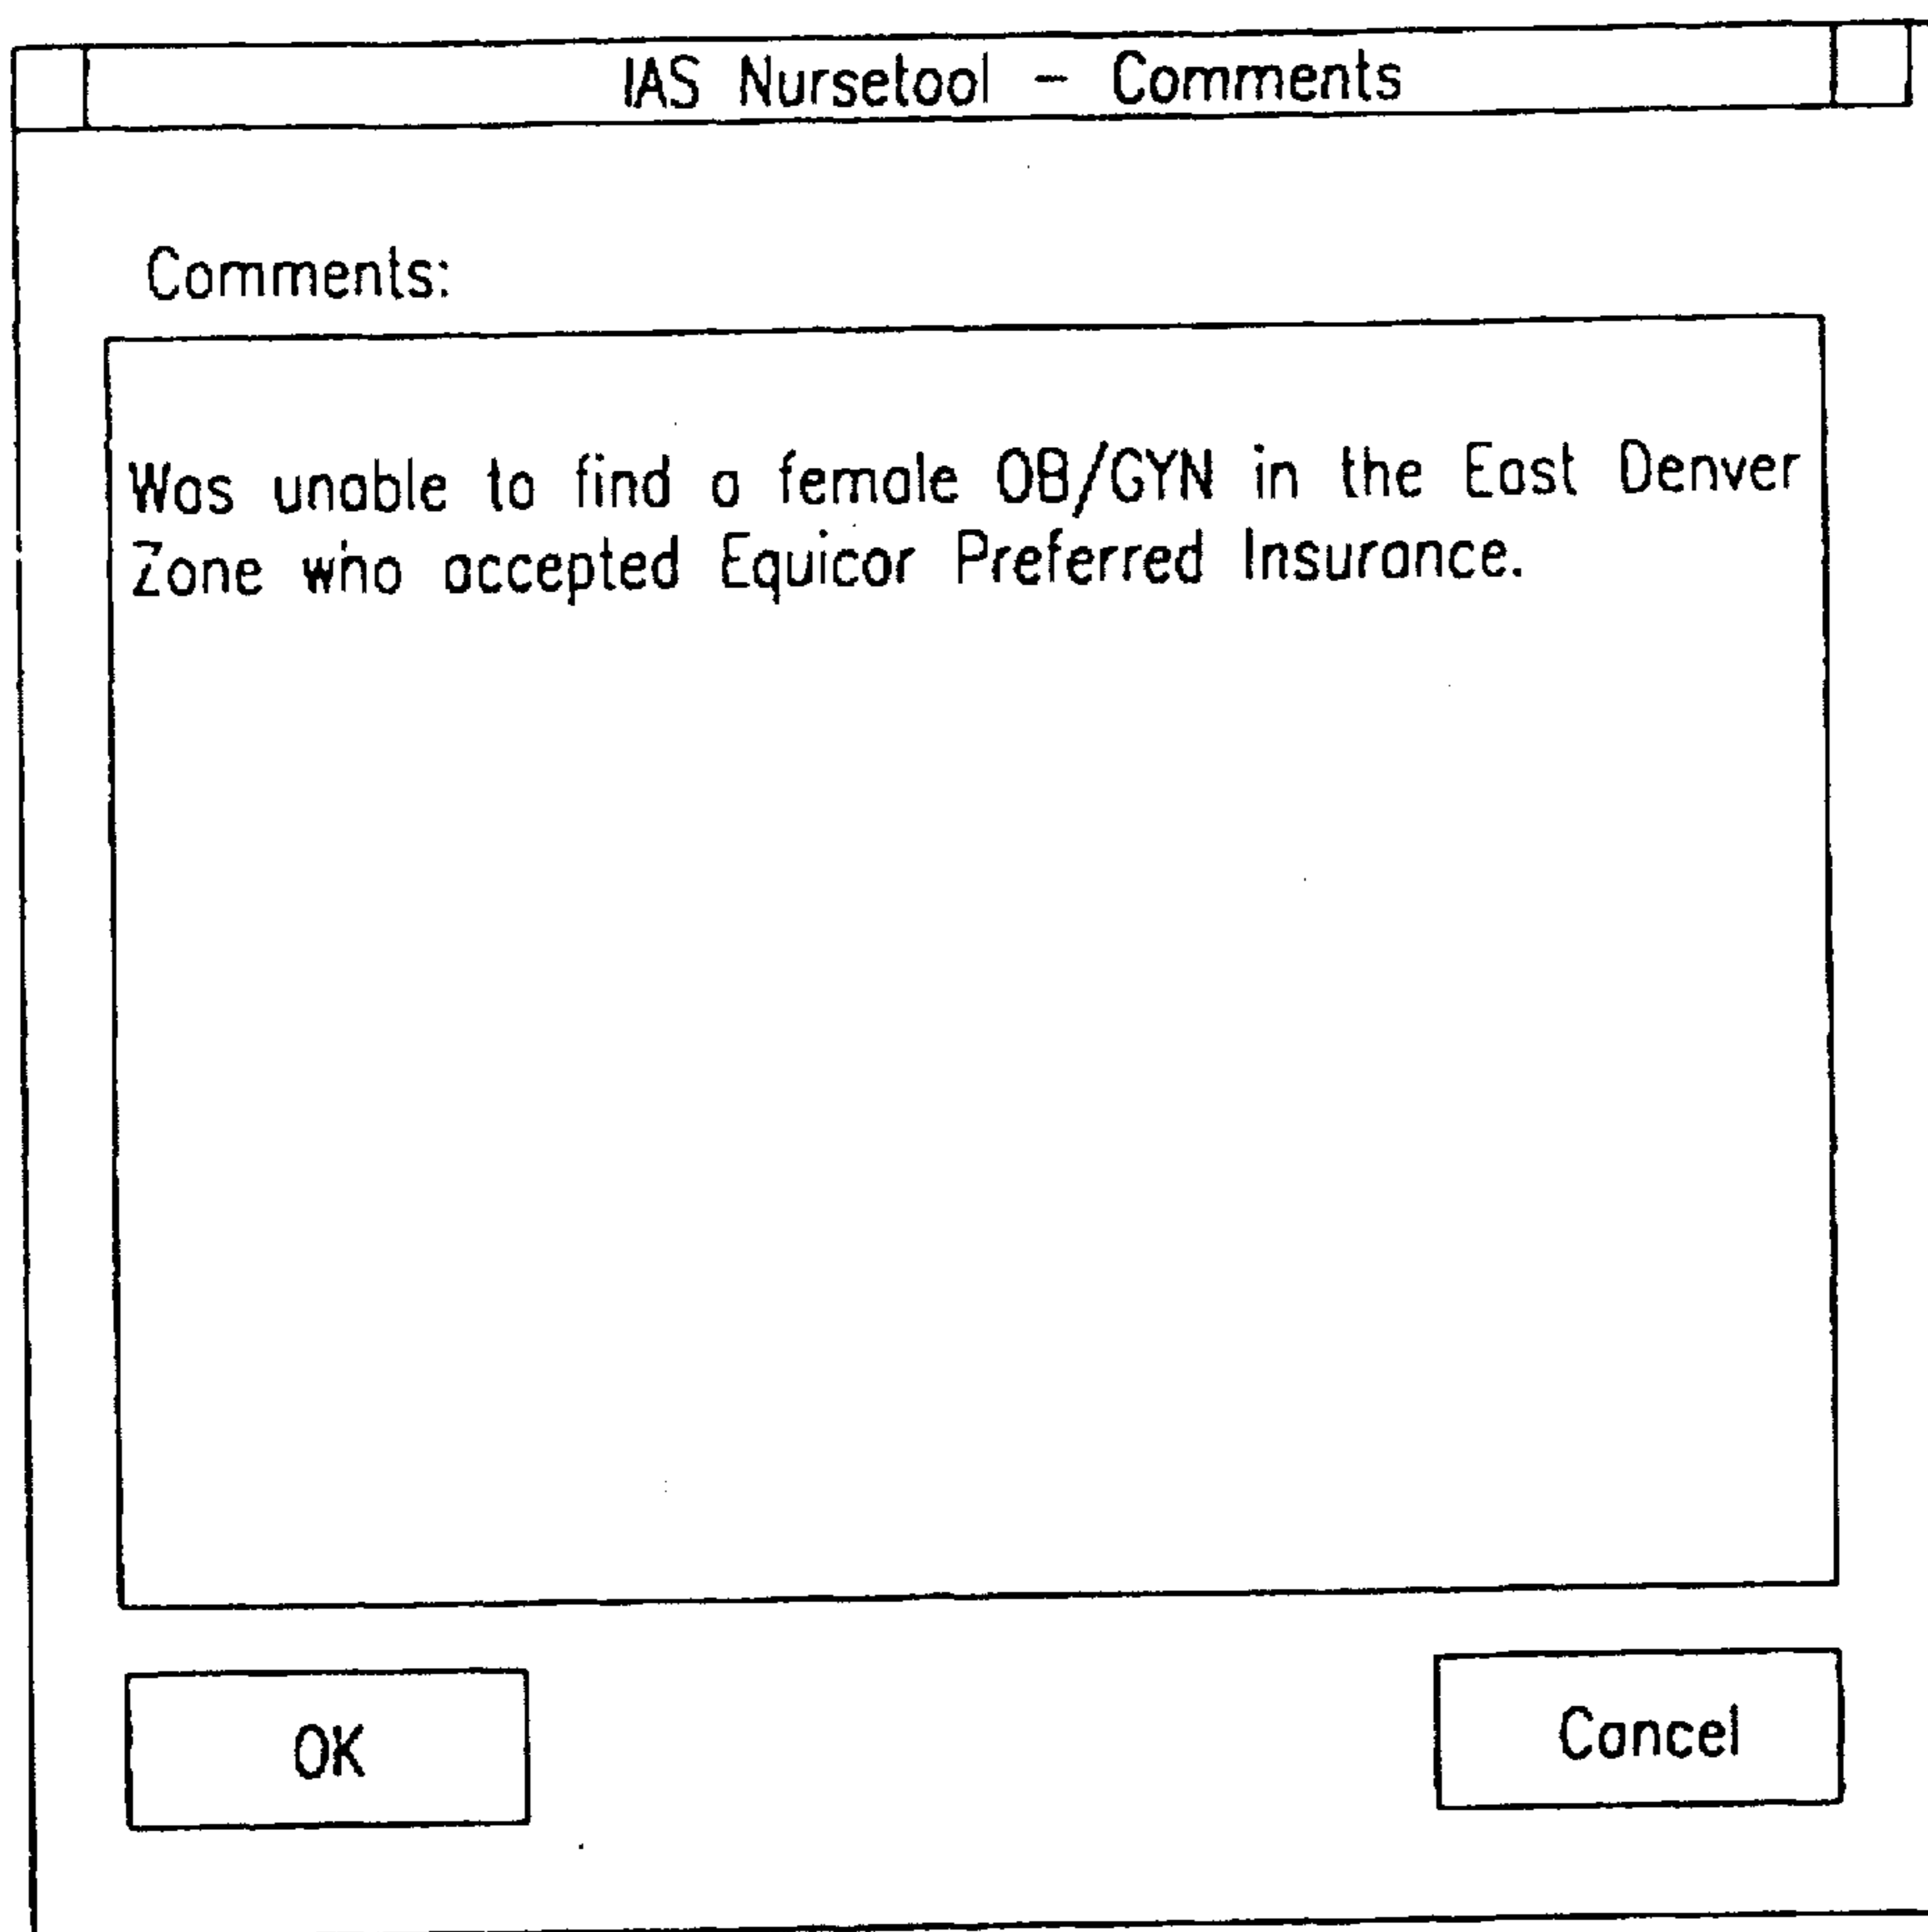 IAS Nursetool - Comments
Comments:
Was unable to find a female OB/GYN in the East Denver
Zone who accepted Equicor Preferred Insurance.
OK
Cancel